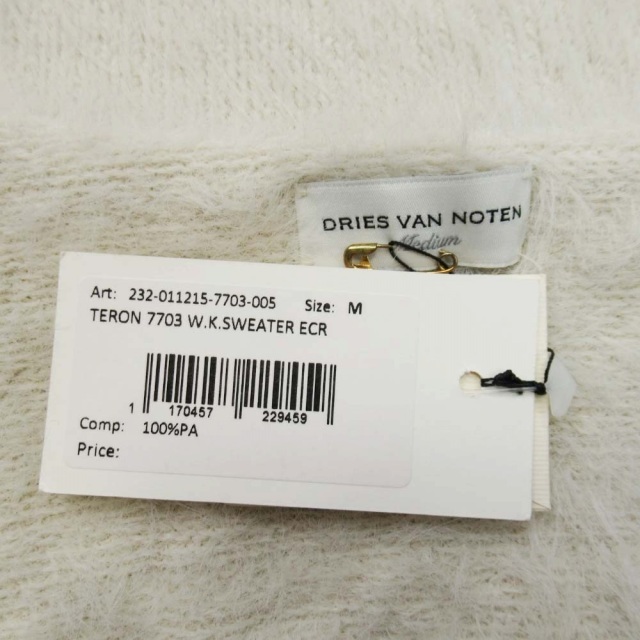 DRIES VAN NOTEN
Medium
Art: 232-011215-7703-005 Size: M
TERON 7703 W.K.SWEATER ECR
1 170457 229459
Comp: 100%PA
Price: